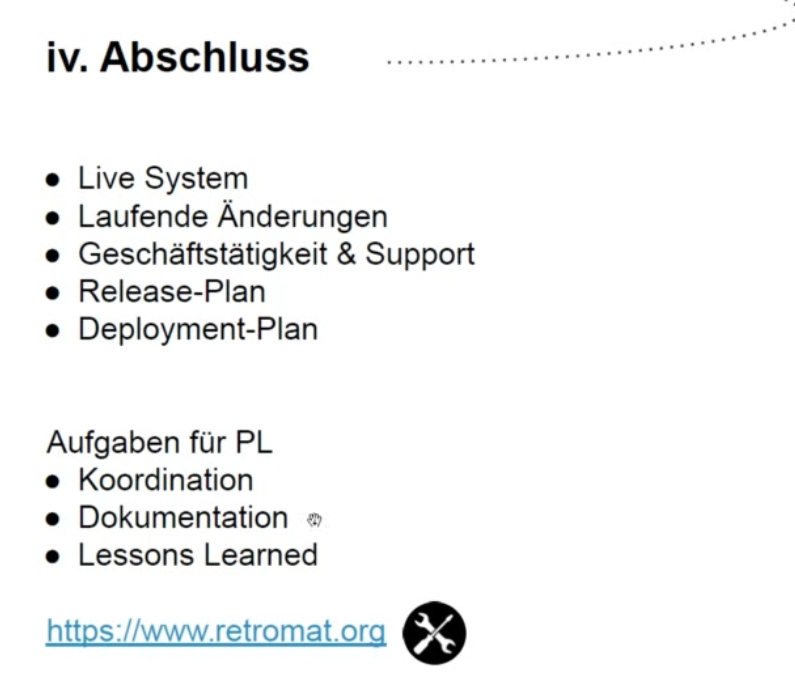 iv. Abschluss
● Live System
● Laufende Änderungen
● Geschäftstätigkeit & Support
● Release-Plan
● Deployment-Plan
Aufgaben für PL
● Koordination
● Dokumentation
● Lessons Learned
https://www.retromat.org